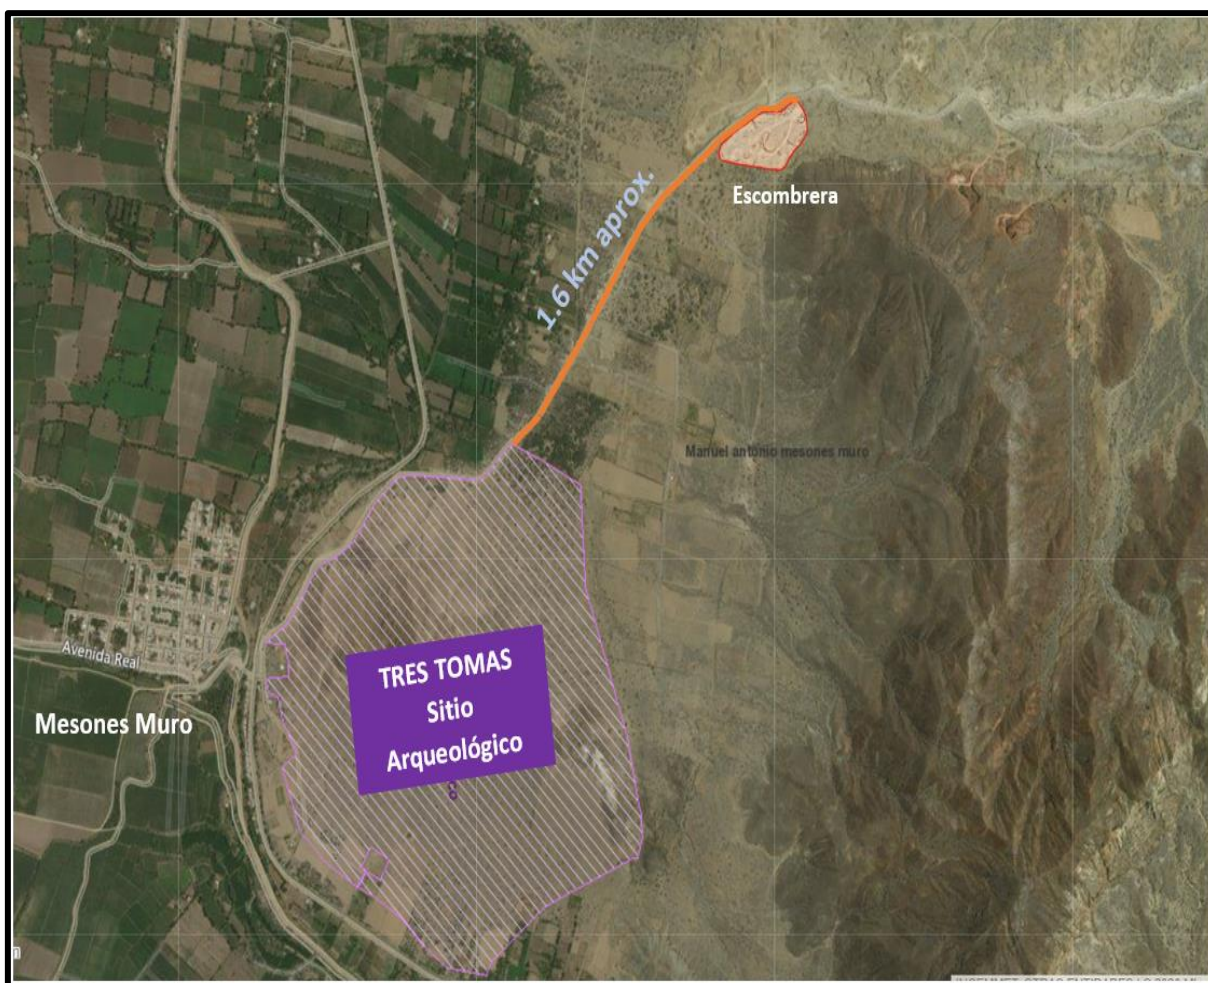 1.6 km aprox.
Escombrera
Manuel antonio mesones muro
TRES TOMAS
Sitio
Arqueológico
Avenida Real
Mesones Muro